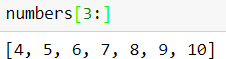 numbers[3:]
[4, 5, 6, 7, 8, 9, 10]